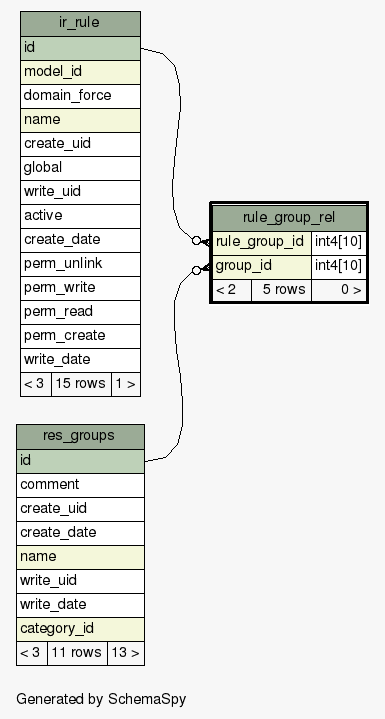 ir_rule
id
model_id
domain_force
name
create_uid
global
write_uid
active
create_date
perm_unlink
perm_write
perm_read
perm_create
write_date
< 3 15 rows 1 >
rule_group_rel
rule_group_id int4[10]
group_id int4[10]
< 2 5 rows 0 >
res_groups
id
comment
create_uid
create_date
name
write_uid
write_date
category_id
< 3 11 rows 13 >
Generated by SchemaSpy